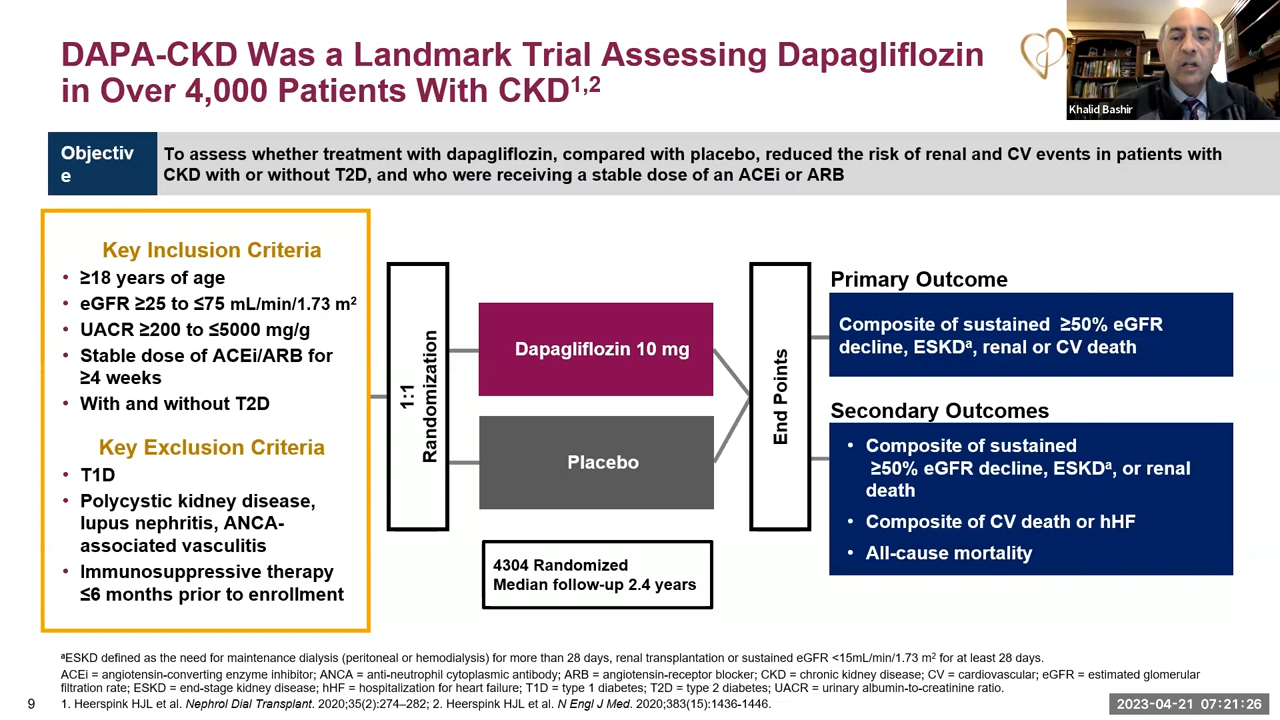 DAPA-CKD Was a Landmark Trial Assessing Dapagliflozin
in Over 4,000 Patients With CKD1,2
Khalid Bashir
Objectiv
e
To assess whether treatment with dapagliflozin, compared with placebo, reduced the risk of renal and CV events in patients with
CKD with or without T2D, and who were receiving a stable dose of an ACEi or ARB
Key Inclusion Criteria
• ≥18 years of age
• eGFR ≥25 to ≤75 mL/min/1.73 m²
• UACR ≥200 to ≤5000 mg/g
• Stable dose of ACEi/ARB for
≥4 weeks
• With and without T2D
Key Exclusion Criteria
• T1D
• Polycystic kidney disease,
lupus nephritis, ANCA-
associated vasculitis
• Immunosuppressive therapy
≤6 months prior to enrollment
1:1
Randomization
Dapagliflozin 10 mg
Placebo
4304 Randomized
Median follow-up 2.4 years
End Points
Primary Outcome
Composite of sustained ≥50% eGFR
decline, ESKDª, renal or CV death
Secondary Outcomes
• Composite of sustained
≥50% eGFR decline, ESKDª, or renal
death
• Composite of CV death or hHF
• All-cause mortality
ªESKD defined as the need for maintenance dialysis (peritoneal or hemodialysis) for more than 28 days, renal transplantation or sustained eGFR <15mL/min/1.73 m² for at least 28 days.
ACEi = angiotensin-converting enzyme inhibitor; ANCA = anti-neutrophil cytoplasmic antibody; ARB = angiotensin-receptor blocker; CKD = chronic kidney disease; CV = cardiovascular; eGFR = estimated glomerular
filtration rate; ESKD = end-stage kidney disease; hHF = hospitalization for heart failure; T1D = type 1 diabetes; T2D = type 2 diabetes; UACR = urinary albumin-to-creatinine ratio.
1. Heerspink HJL et al. Nephrol Dial Transplant. 2020;35(2):274–282; 2. Heerspink HJL et al. N Engl J Med. 2020;383(15):1436-1446.
9
2023-04-21 07:21:26